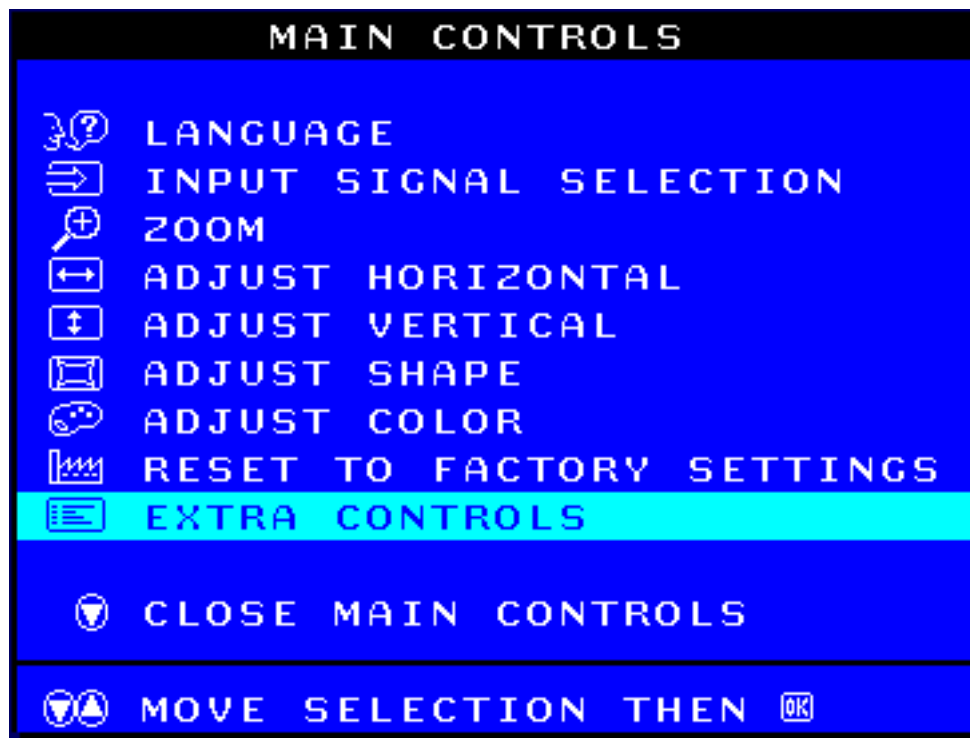 MAIN CONTROLS
LANGUAGE
INPUT SIGNAL SELECTION
ZOOM
ADJUST HORIZONTAL
ADJUST VERTICAL
ADJUST SHAPE
ADJUST COLOR
RESET TO FACTORY SETTINGS
EXTRA CONTROLS
CLOSE MAIN CONTROLS
MOVE SELECTION THEN OK